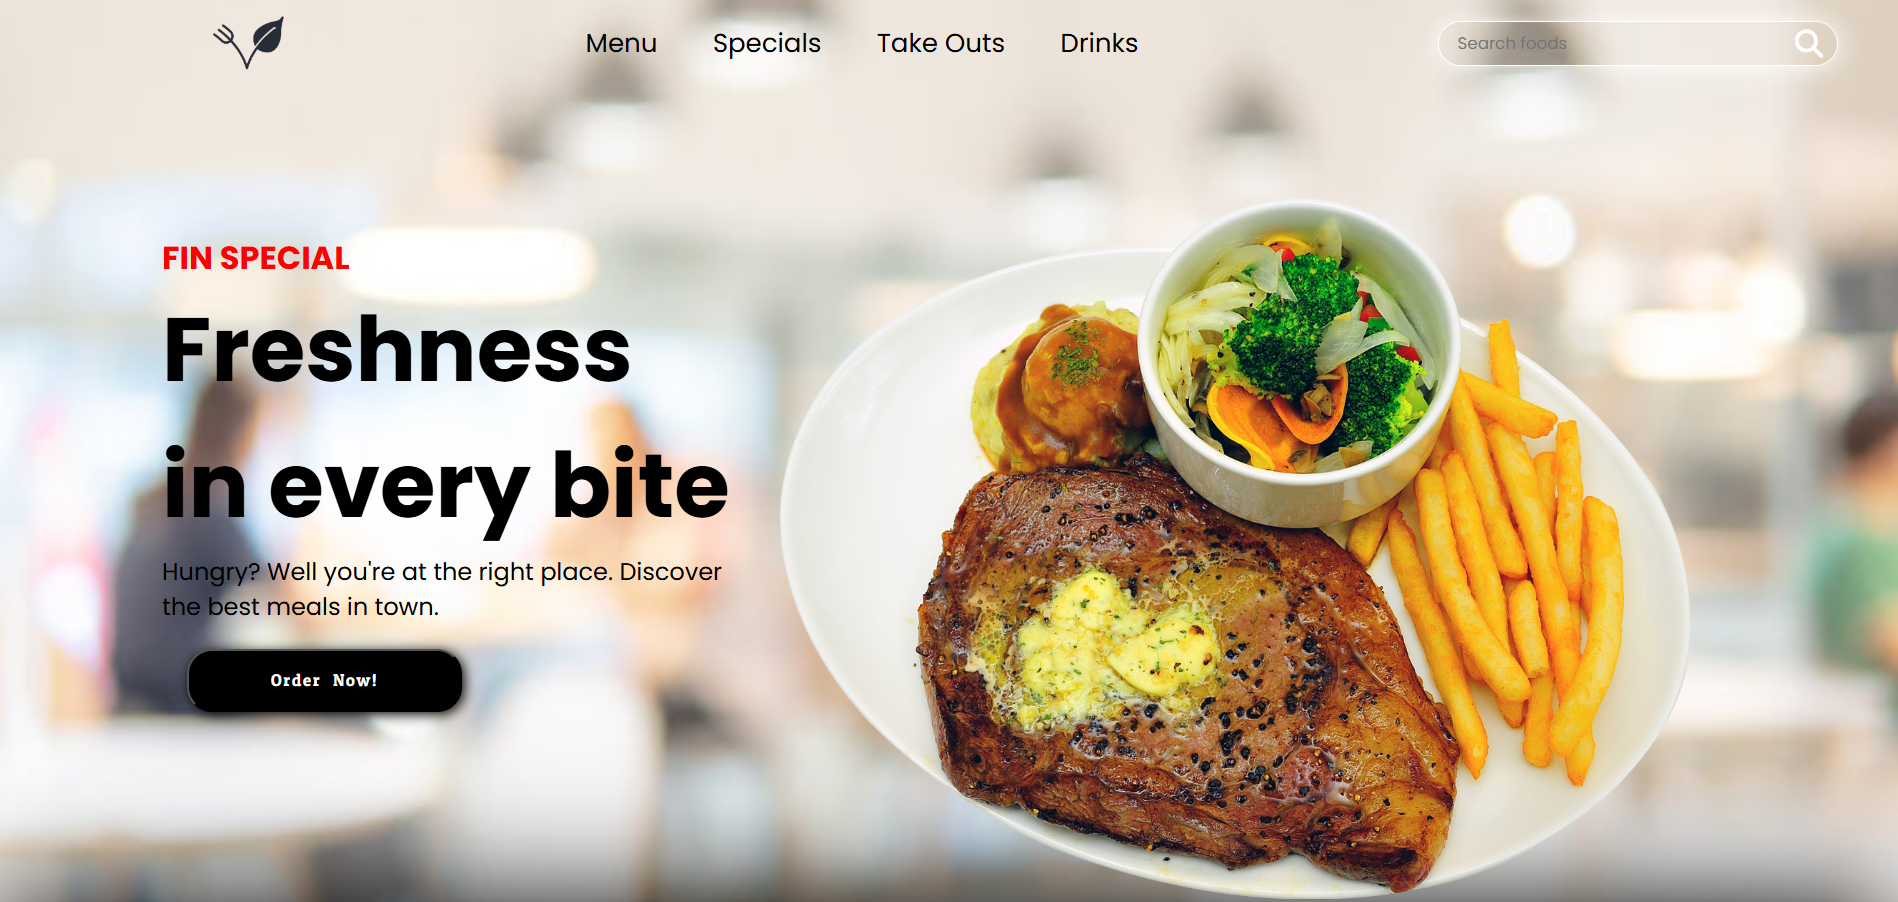 Menu Specials Take Outs Drinks Search foods
FIN SPECIAL
Freshness
in every bite
Hungry? Well you're at the right place. Discover
the best meals in town.
Order Now!